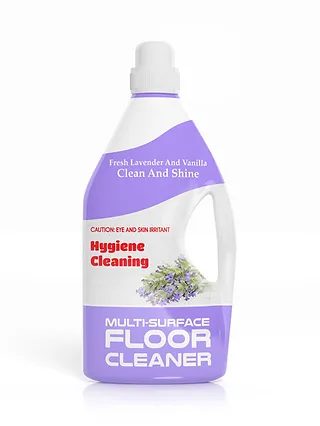 Fresh Lavender And Vanilla
Clean And Shine
CAUTION: EYE AND SKIN IRRITANT
Hygiene
Cleaning
MULTI-SURFACE
FLOOR
CLEANER